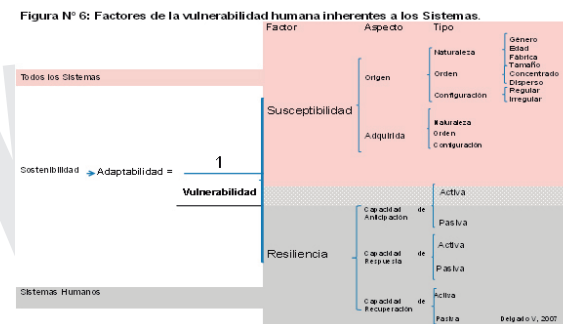 Figura Nº 6: Factores de la vulnerabilidad humana inherentes a los Sistemas.
Factor Aspecto Tipo
Todos los Sistemas
Sostenibilidad Adaptabilidad = 1
Vulnerabilidad
Susceptibilidad
Origen
Naturaleza
Género
Edad
Fábrica
Orden
Tamaño
Concentrado
Disperso
Configuración
Regular
Irregular
Adquirida
Naturaleza
Orden
Configuración
Resiliencia
Capacidad de
Anticipación
Activa
Pasiva
Capacidad de
Respuesta
Activa
Pasiva
Capacidad de
Recuperación
Activa
Pasiva
Sistemas Humanos
Delgado V, 2007